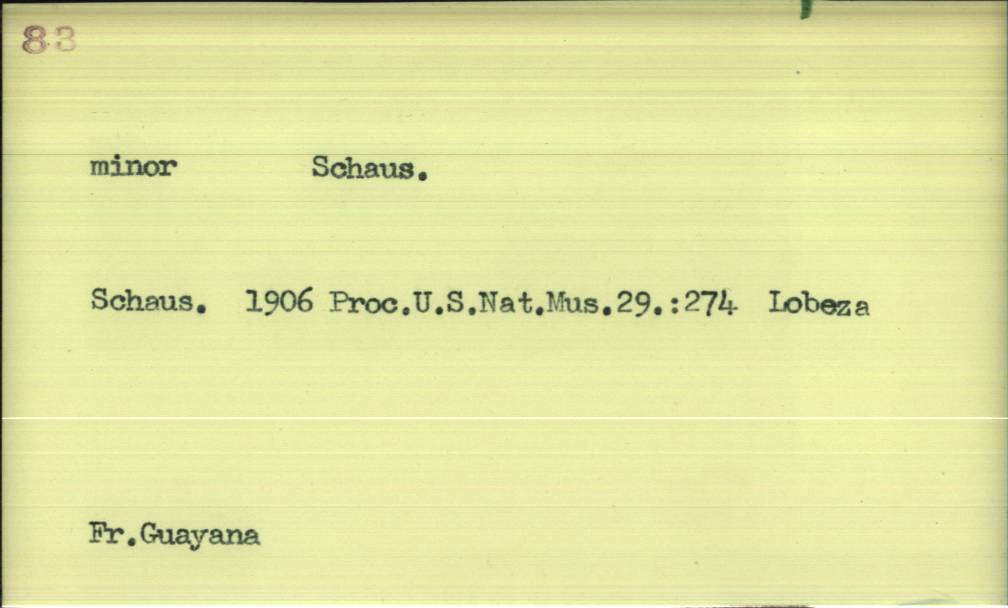 83
minor Schaus.
Schaus. 1906 Proc.U.S.Nat.Mus.29.:274 Lobeza
Fr.Guayana